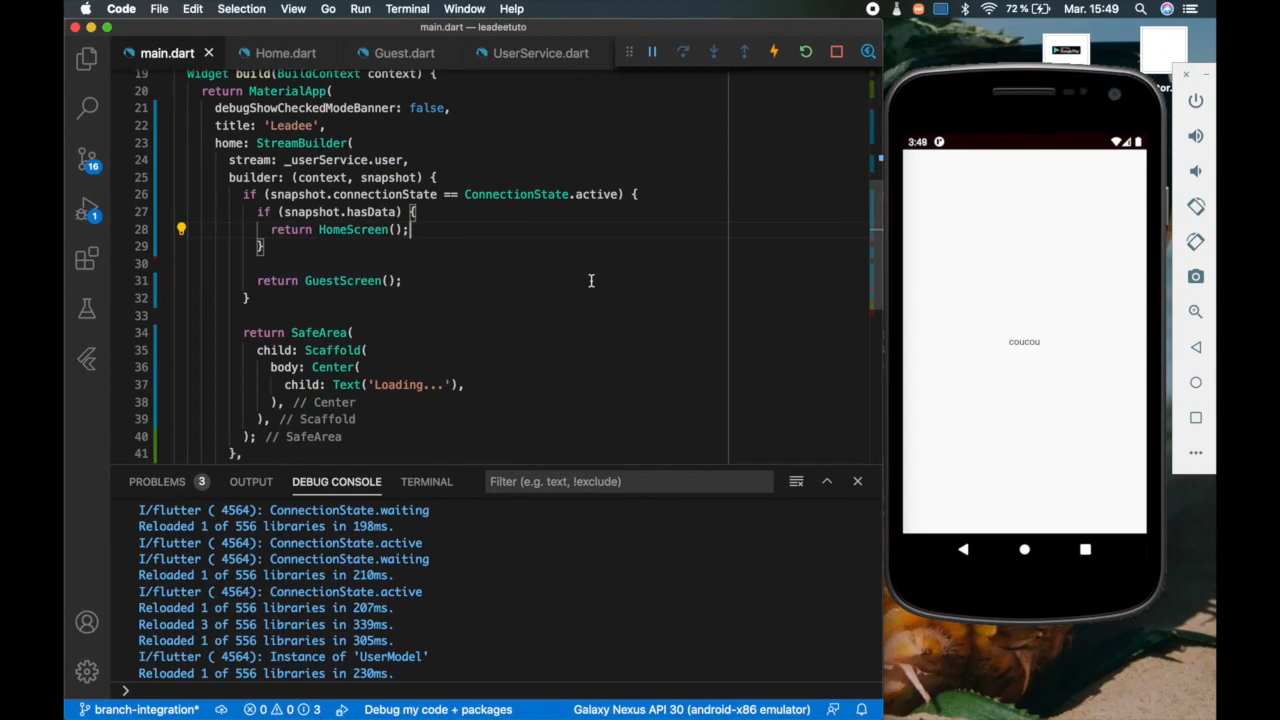 Code File Edit Selection View Go Run Terminal Window Help 72 % Mar. 15:49
main.dart — leadeetuto
main.dart Home.dart Guest.dart UserService.dart
19 Widget build(BuildContext context) {
20 return MaterialApp(
21 debugShowCheckedModeBanner: false,
22 title: 'Leadee',
23 home: StreamBuilder(
24 stream: _userService.user,
25 builder: (context, snapshot) {
26 if (snapshot.connectionState == ConnectionState.active) {
27 if (snapshot.hasData) {
28 return HomeScreen();
29 }
30
31 return GuestScreen();
32 }
33
34 return SafeArea(
35 child: Scaffold(
36 body: Center(
37 child: Text('Loading...'),
38 ), // Center
39 ), // Scaffold
40 ); // SafeArea
41 },
16
1
PROBLEMS 3 OUTPUT DEBUG CONSOLE TERMINAL Filter (e.g. text, !exclude)
I/flutter ( 4564): ConnectionState.waiting
Reloaded 1 of 556 libraries in 198ms.
I/flutter ( 4564): ConnectionState.active
I/flutter ( 4564): ConnectionState.waiting
Reloaded 1 of 556 libraries in 210ms.
I/flutter ( 4564): ConnectionState.active
Reloaded 1 of 556 libraries in 207ms.
Reloaded 3 of 556 libraries in 339ms.
Reloaded 1 of 556 libraries in 305ms.
I/flutter ( 4564): Instance of 'UserModel'
Reloaded 1 of 556 libraries in 230ms.
branch-integration* 0 0 3 Debug my code + packages Galaxy Nexus API 30 (android-x86 emulator)
3:49
coucou